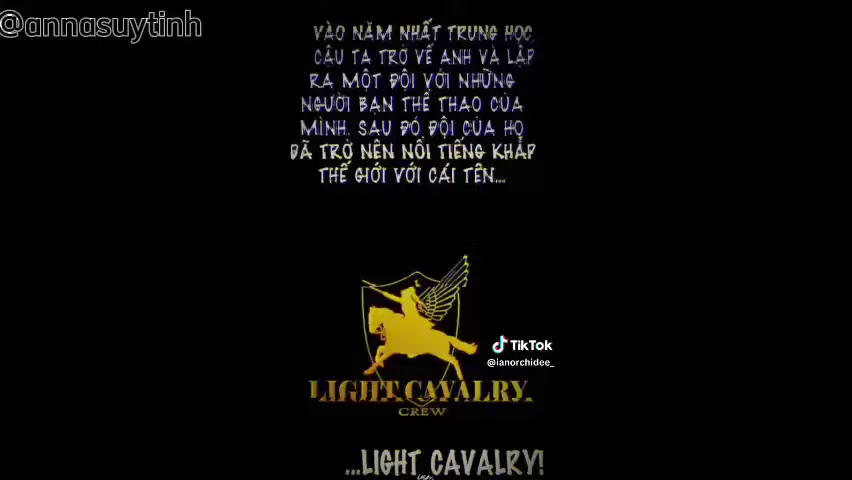 @annasuytinh
VÀO NĂM NHẤT TRUNG HỌC,
CẬU TA TRỞ VỀ ANH VÀ LẬP
RA MỘT ĐỘI VỚI NHỮNG
NGƯỜI BẠN THỂ THAO CỦA
MÌNH. SAU ĐÓ ĐỘI CỦA HỌ
ĐÃ TRỞ NÊN NỔI TIẾNG KHẮP
THẾ GIỚI VỚI CÁI TÊN...
TikTok
@ianorchidee_
LIGHT CAVALRY
CREW
...LIGHT CAVALRY!